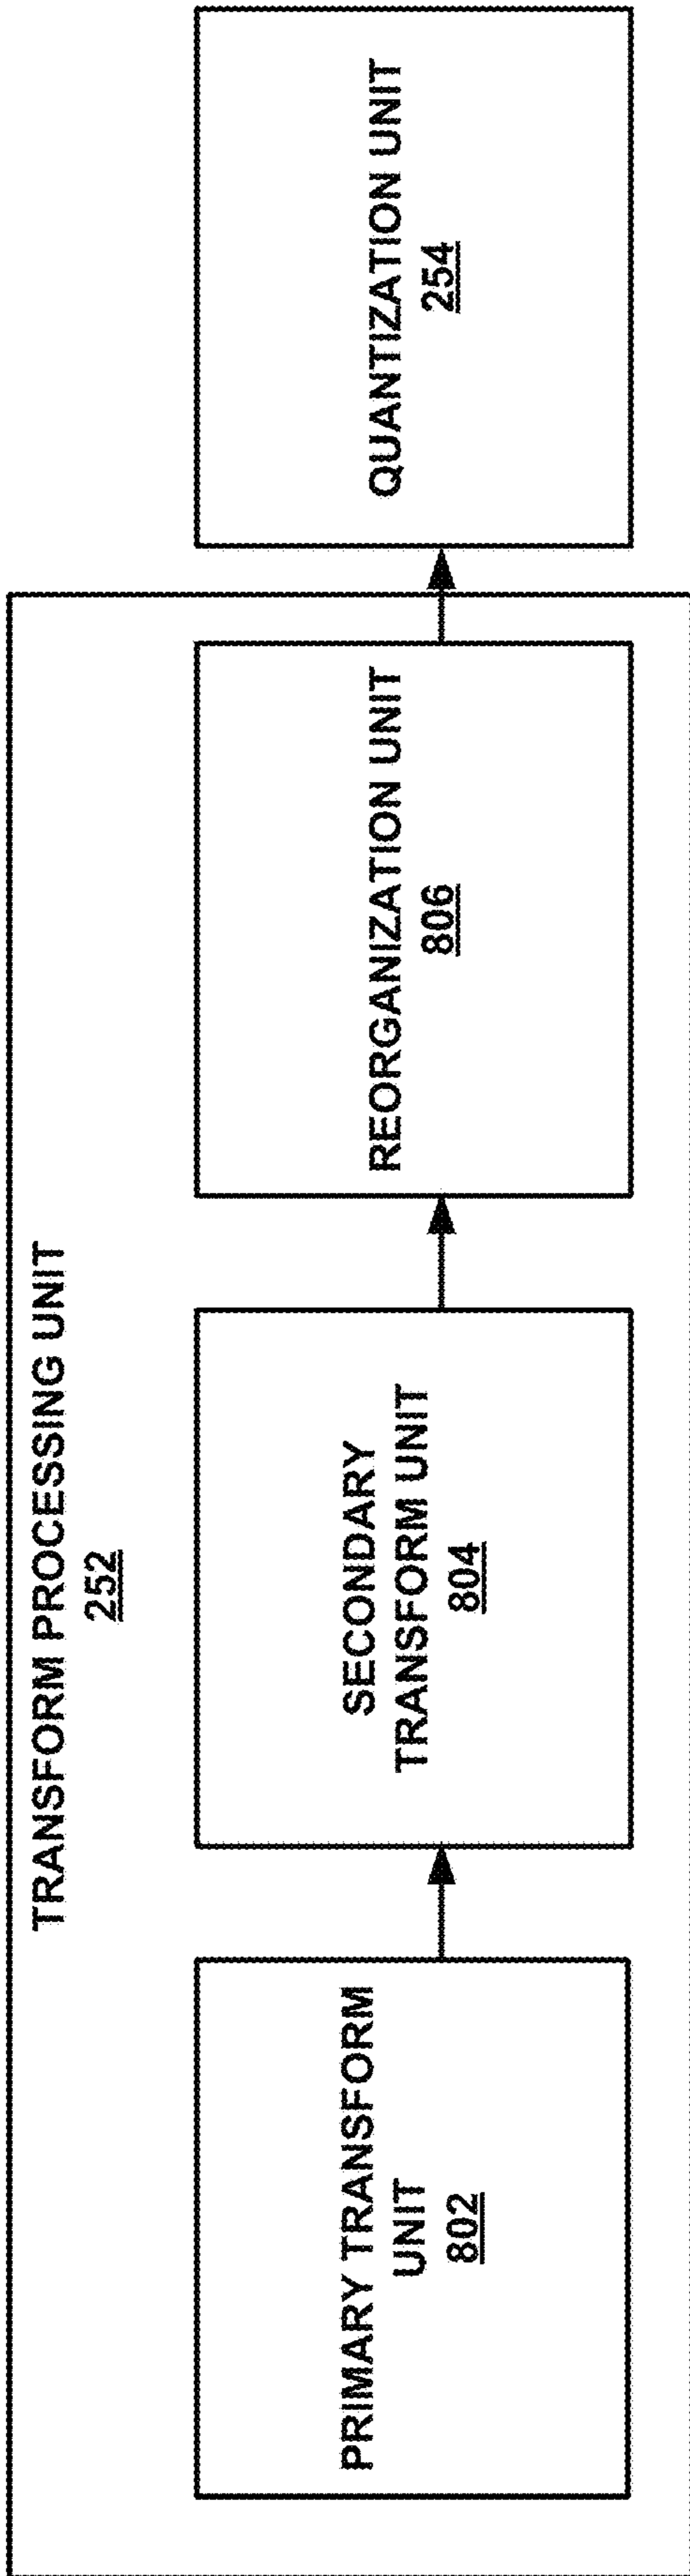 TRANSFORM PROCESSING UNIT
252
PRIMARY TRANSFORM
UNIT
802
SECONDARY
TRANSFORM UNIT
804
REORGANIZATION UNIT
806
QUANTIZATION UNIT
254